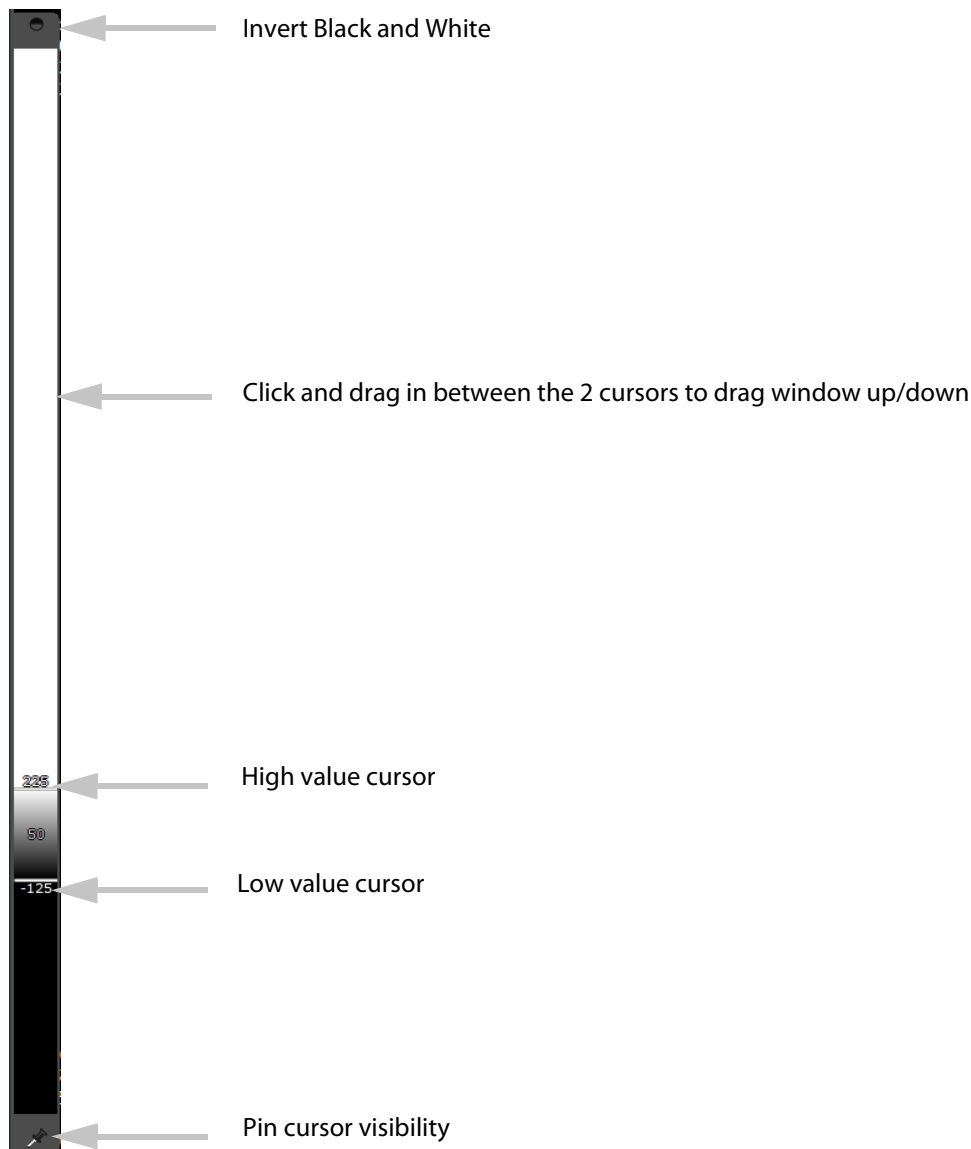 Invert Black and White
Click and drag in between the 2 cursors to drag window up/down
225
High value cursor
50
-125
Low value cursor
Pin cursor visibility